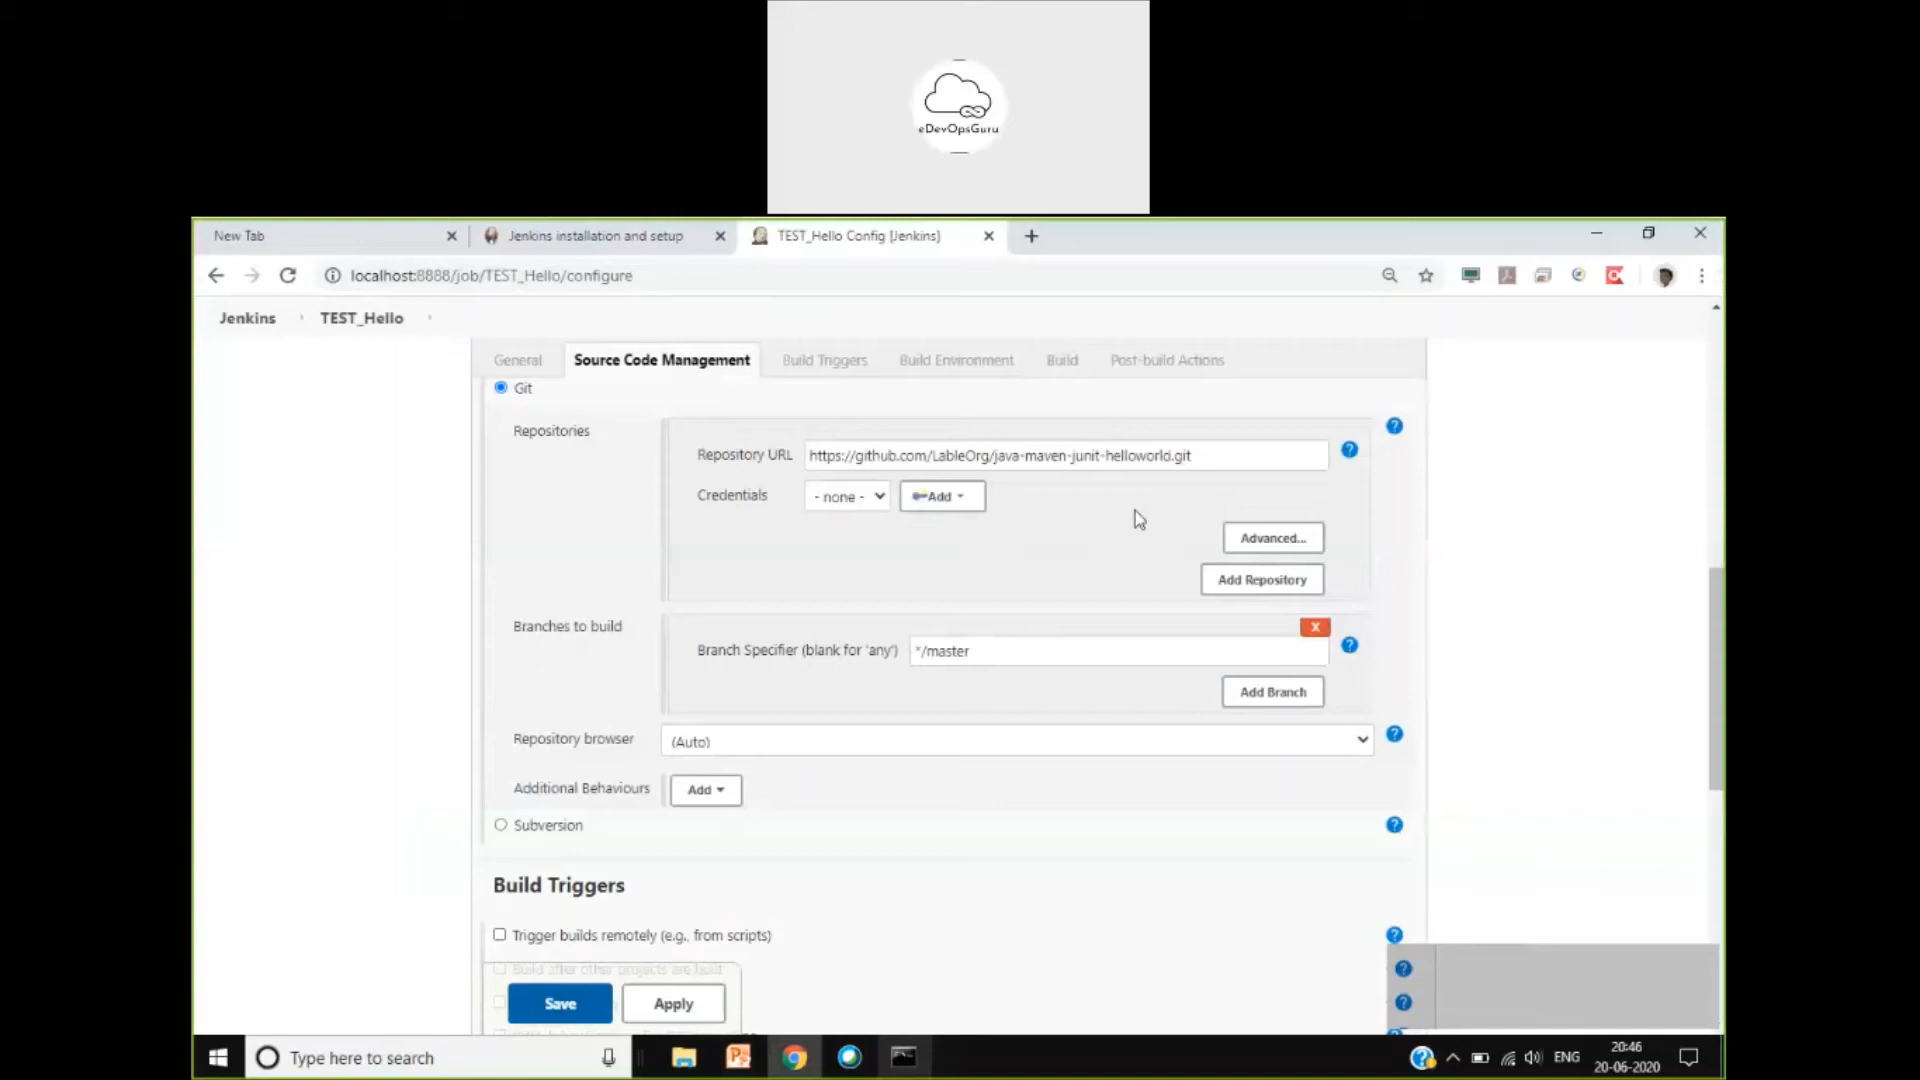 eDevOpsGuru
New Tab
Jenkins installation and setup
TEST_Hello Config [Jenkins]
localhost:8888/job/TEST_Hello/configure
Jenkins
TEST_Hello
General
Source Code Management
Build Triggers
Build Environment
Build
Post-build Actions
Git
Repositories
Repository URL
https://github.com/LableOrg/java-maven-junit-helloworld.git
Credentials
- none -
Add
Advanced...
Add Repository
Branches to build
X
Branch Specifier (blank for 'any')
*/master
Add Branch
Repository browser
(Auto)
Additional Behaviours
Add
Subversion
Build Triggers
Trigger builds remotely (e.g., from scripts)
Build after other projects are built
Save
Apply
Type here to search
ENG
20:46
20-06-2020